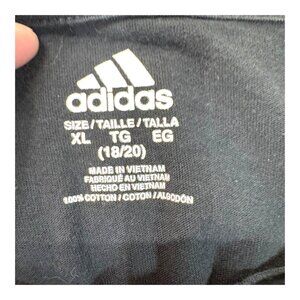 adidas
SIZE / TAILLE / TALLA
XL TG EG
(18/20)
MADE IN VIETNAM
FABRIQUÉ AU VIETNAM
HECHO EN VIETNAM
100% COTTON / COTON / ALGODÓN